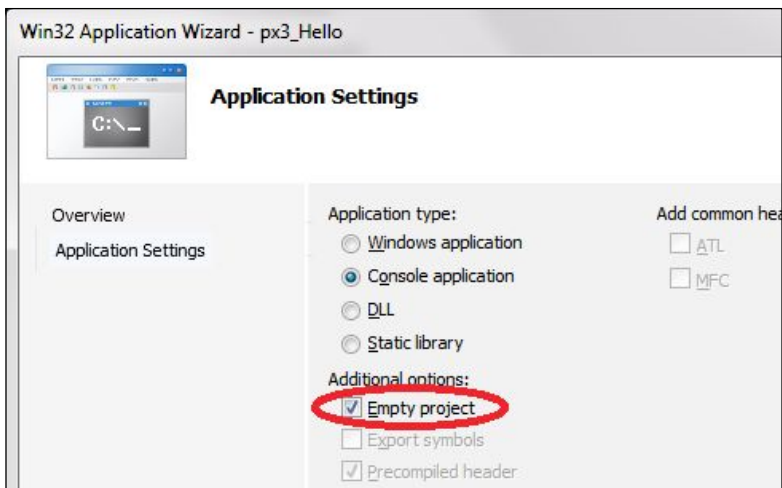 Win32 Application Wizard - px3_Hello
C:\_
Application Settings
Overview
Application Settings
Application type:
Windows application
Console application
DLL
Static library
Additional options:
Empty project
Export symbols
Precompiled header
Add common hea
ATL
MFC